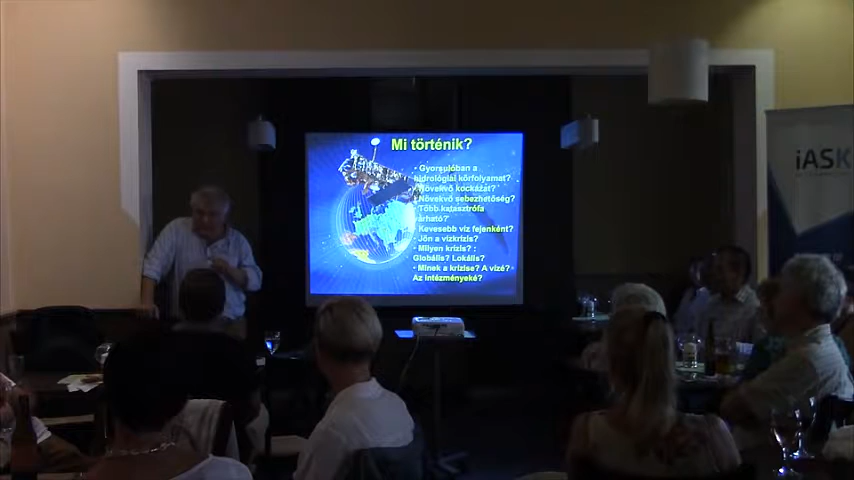 Mi történik?
• Gyorsulóban a
hidrológiai körfolyamat?
• Növekvő kockázat?
• Növekvő sebezhetőség?
• Több katasztrófa
várható?
• Kevesebb víz fejenként?
• Jön a vízkrízis?
• Milyen krízis? :
Globális? Lokális?
• Minek a krízise? A vízé?
Az intézményeké?
iASK